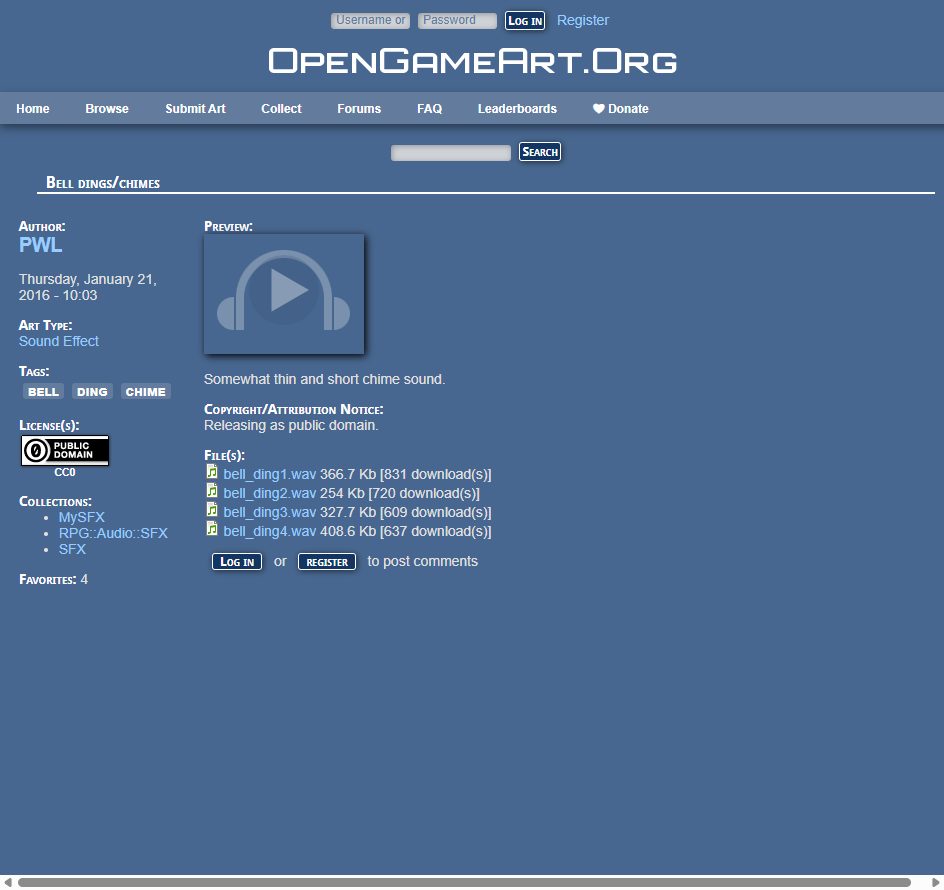 Username or Password Log in Register
OpenGameArt.Org
Home Browse Submit Art Collect Forums FAQ Leaderboards Donate
Search
Bell dings/chimes
Author:
PWL
Thursday, January 21,
2016 - 10:03
Art Type:
Sound Effect
Tags:
BELL DING CHIME
License(s):
PUBLIC
DOMAIN
CC0
Collections:
• MySFX
• RPG::Audio::SFX
• SFX
Favorites: 4
Preview:
Somewhat thin and short chime sound.
Copyright/Attribution Notice:
Releasing as public domain.
File(s):
bell_ding1.wav 366.7 Kb [831 download(s)]
bell_ding2.wav 254 Kb [720 download(s)]
bell_ding3.wav 327.7 Kb [609 download(s)]
bell_ding4.wav 408.6 Kb [637 download(s)]
Log in or register to post comments